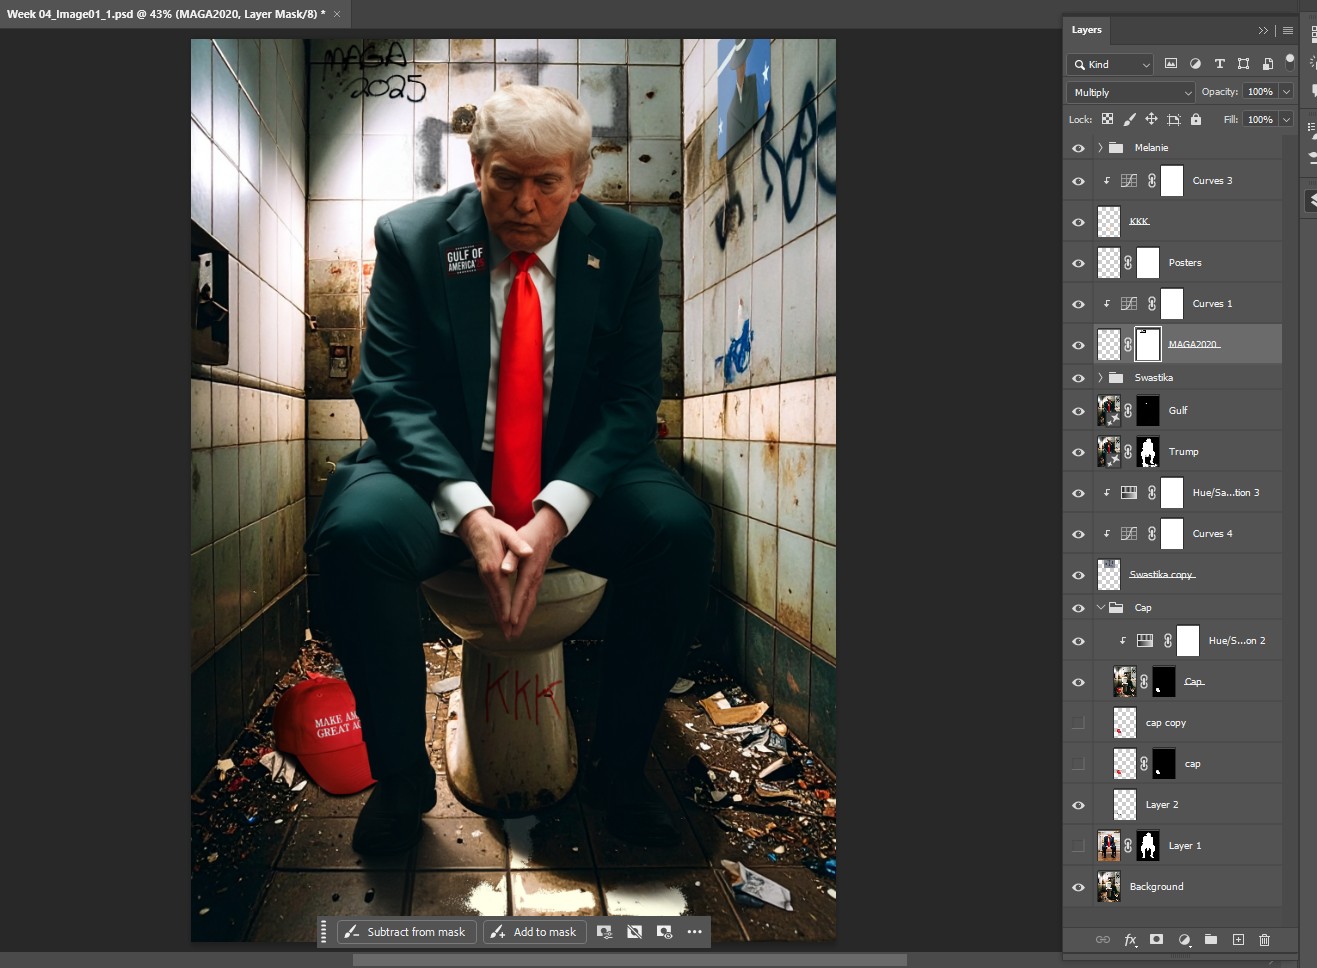 Week 04_Image01_1.psd @ 43% (MAGA2020, Layer Mask/8) * ×
Layers
Kind
Multiply
Opacity: 100%
Lock:
Fill: 100%
Melanie
Curves 3
KKK
Posters
Curves 1
MAGA2020
Swastika
Gulf
Trump
Hue/Sa...tion 3
Curves 4
Swastika copy
Cap
Hue/S...on 2
Cap
cap copy
cap
Layer 2
Layer 1
Background
fx
MAGA
2025
GULF OF
AMERICA
KKK
MAKE AM
GREAT AG
Subtract from mask
Add to mask